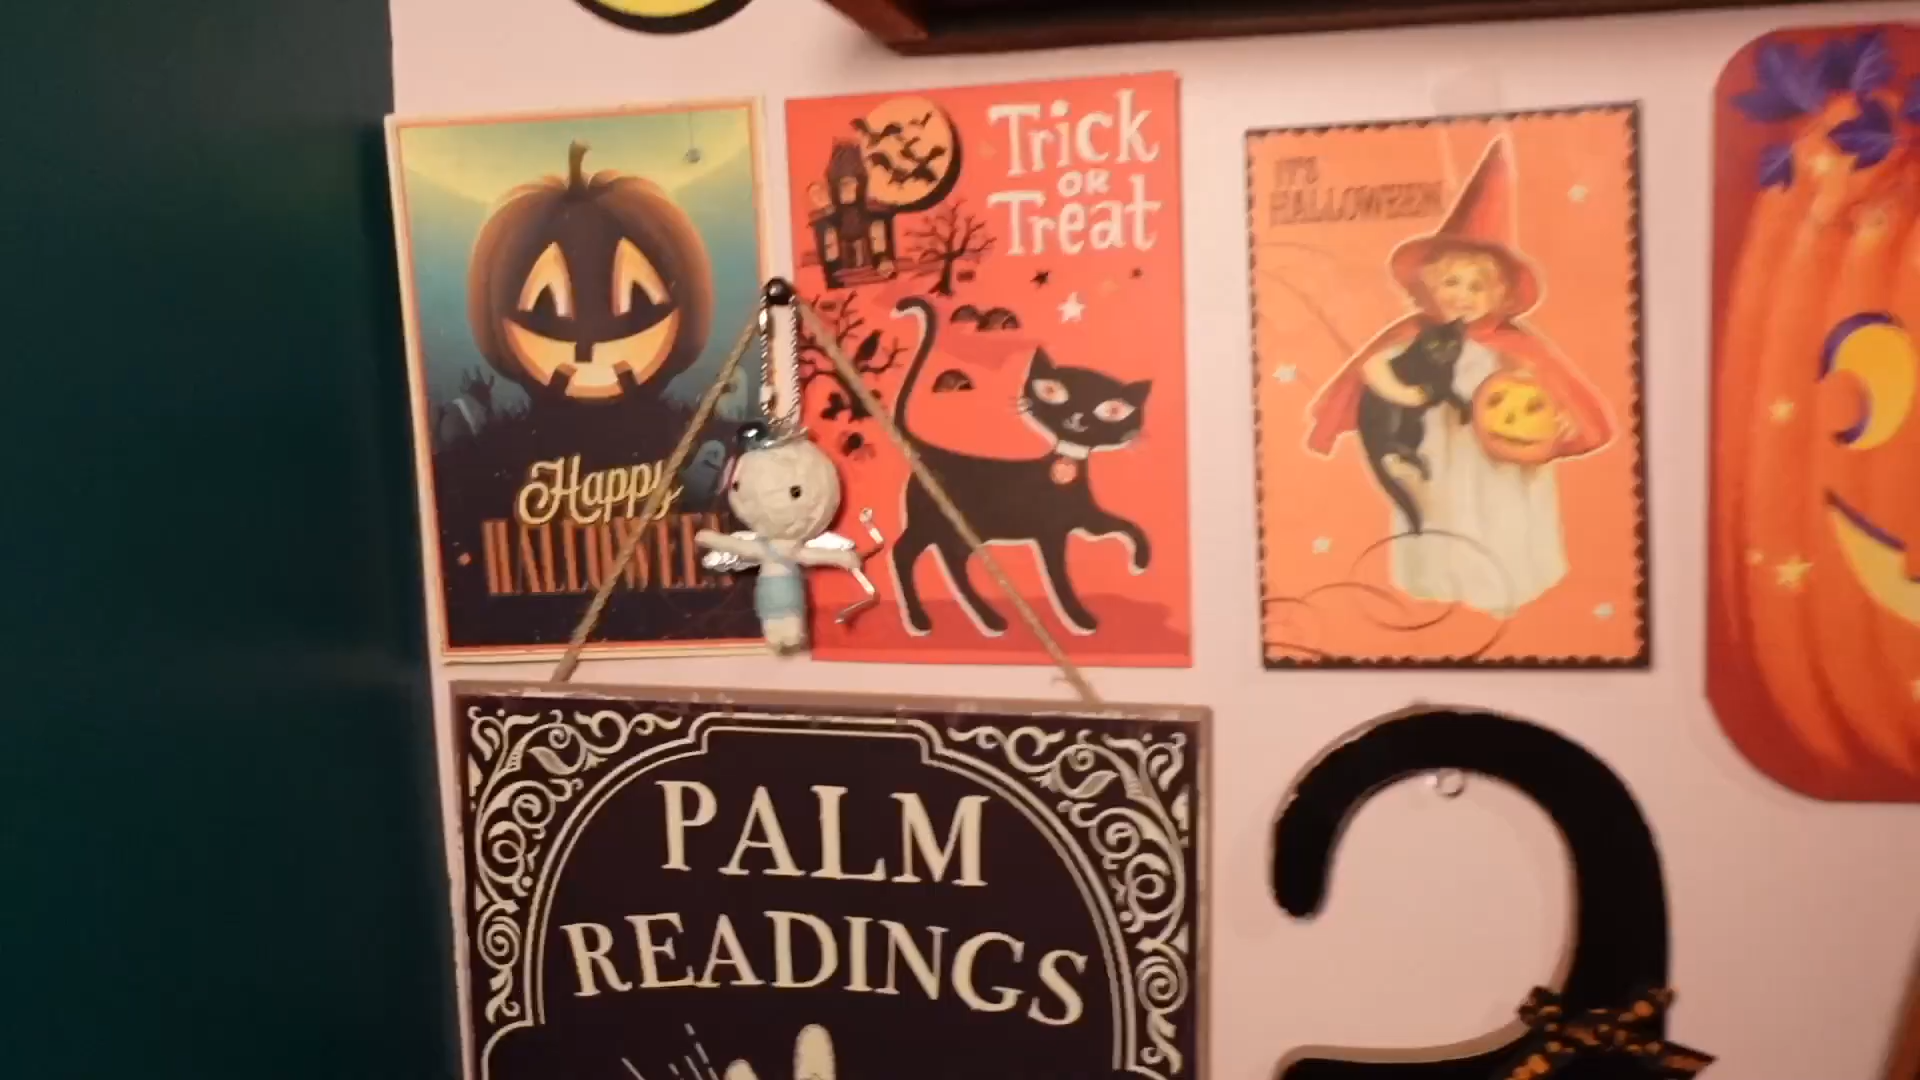 Happy
HALLOWEEN
Trick
OR
Treat
IT'S
HALLOWEEN
PALM
READINGS